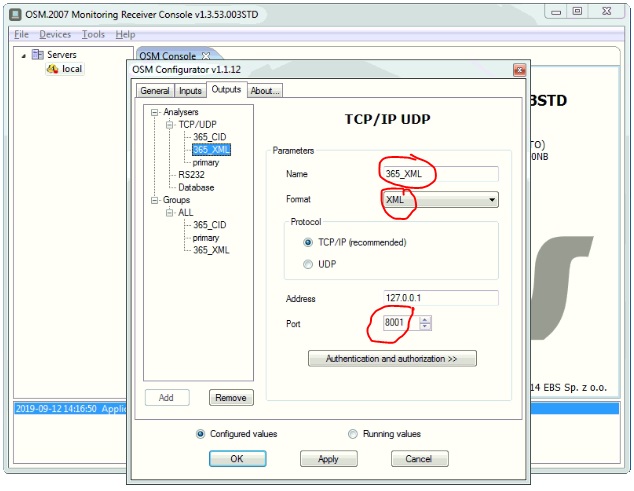 OSM.2007 Monitoring Receiver Console v1.3.53.003STD
File Devices Tools Help
Servers
local
OSM Console
OSM Configurator v1.1.12
General Inputs Outputs About...
Analysers
TCP/UDP
365_CID
365_XML
primary
RS232
Database
Groups
ALL
365_CID
primary
365_XML
Add Remove
TCP/IP UDP
Parameters
Name 365_XML
Format XML
Protocol
TCP/IP (recommended)
UDP
Address 127.0.0.1
Port 8001
Authentication and authorization >>
Configured values Running values
OK Apply Cancel
3STD
TO)
0NB
14 EBS Sp. z o.o.
2019-09-12 14:16:50 Applic